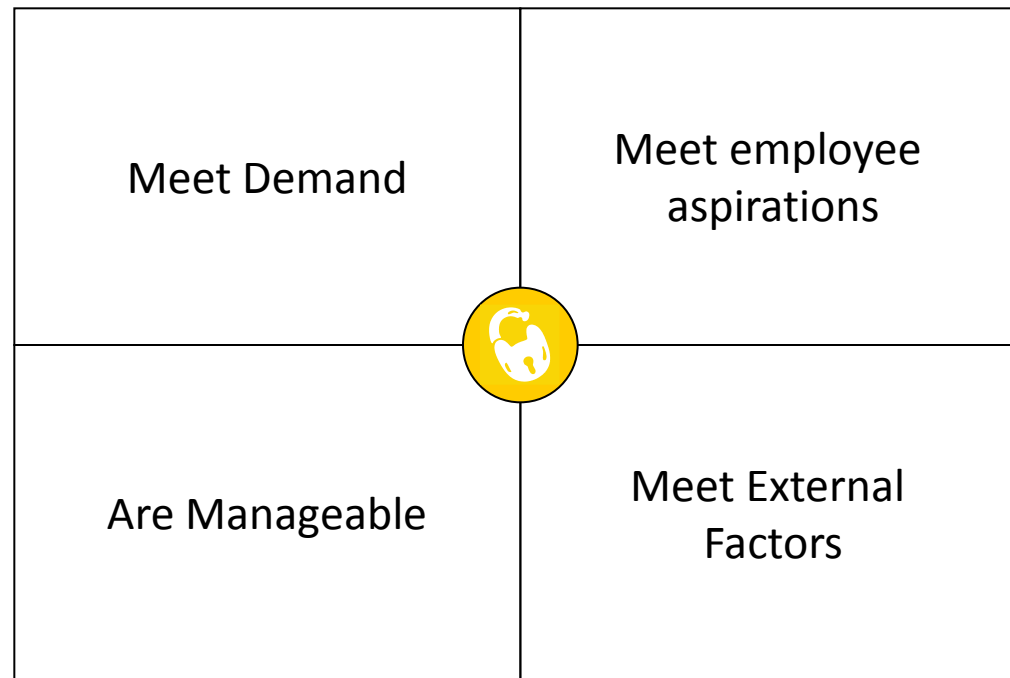 Meet Demand
Meet employee
aspirations
Are Manageable
Meet External
Factors